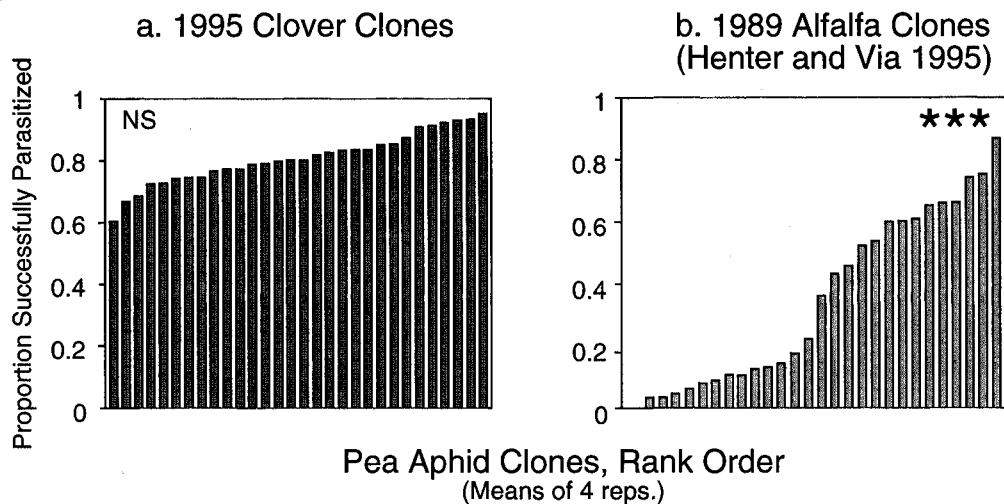 a. 1995 Clover Clones
b. 1989 Alfalfa Clones
(Henter and Via 1995)
Proportion Successfully Parasitized
1
0.8
0.6
0.4
0.2
0
NS
1
0.8
0.6
0.4
0.2
0
***
Pea Aphid Clones, Rank Order
(Means of 4 reps.)